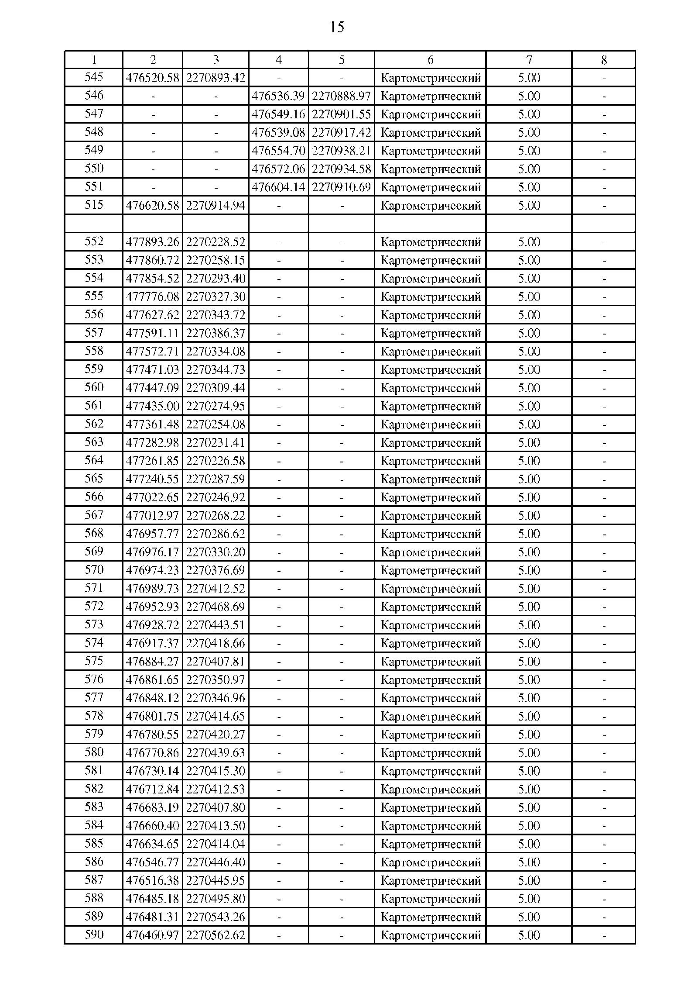 15
1 2 3 4 5 6 7 8
545 476520.58 2270893.42 - - Картометрический 5.00 -
546 - - 476536.39 2270888.97 Картометрический 5.00 -
547 - - 476549.16 2270901.55 Картометрический 5.00 -
548 - - 476539.08 2270917.42 Картометрический 5.00 -
549 - - 476554.70 2270938.21 Картометрический 5.00 -
550 - - 476572.06 2270934.58 Картометрический 5.00 -
551 - - 476604.14 2270910.69 Картометрический 5.00 -
515 476620.58 2270914.94 - - Картометрический 5.00 -
552 477893.26 2270228.52 - - Картометрический 5.00 -
553 477860.72 2270258.15 - - Картометрический 5.00 -
554 477854.52 2270293.40 - - Картометрический 5.00 -
555 477776.08 2270327.30 - - Картометрический 5.00 -
556 477627.62 2270343.72 - - Картометрический 5.00 -
557 477591.11 2270386.37 - - Картометрический 5.00 -
558 477572.71 2270334.08 - - Картометрический 5.00 -
559 477471.03 2270344.73 - - Картометрический 5.00 -
560 477447.09 2270309.44 - - Картометрический 5.00 -
561 477435.00 2270274.95 - - Картометрический 5.00 -
562 477361.48 2270254.08 - - Картометрический 5.00 -
563 477282.98 2270231.41 - - Картометрический 5.00 -
564 477261.85 2270226.58 - - Картометрический 5.00 -
565 477240.55 2270287.59 - - Картометрический 5.00 -
566 477022.65 2270246.92 - - Картометрический 5.00 -
567 477012.97 2270268.22 - - Картометрический 5.00 -
568 476957.77 2270286.62 - - Картометрический 5.00 -
569 476976.17 2270330.20 - - Картометрический 5.00 -
570 476974.23 2270376.69 - - Картометрический 5.00 -
571 476989.73 2270412.52 - - Картометрический 5.00 -
572 476952.93 2270468.69 - - Картометрический 5.00 -
573 476928.72 2270443.51 - - Картометрический 5.00 -
574 476917.37 2270418.66 - - Картометрический 5.00 -
575 476884.27 2270407.81 - - Картометрический 5.00 -
576 476861.65 2270350.97 - - Картометрический 5.00 -
577 476848.12 2270346.96 - - Картометрический 5.00 -
578 476801.75 2270414.65 - - Картометрический 5.00 -
579 476780.55 2270420.27 - - Картометрический 5.00 -
580 476770.86 2270439.63 - - Картометрический 5.00 -
581 476730.14 2270415.30 - - Картометрический 5.00 -
582 476712.84 2270412.53 - - Картометрический 5.00 -
583 476683.19 2270407.80 - - Картометрический 5.00 -
584 476660.40 2270413.50 - - Картометрический 5.00 -
585 476634.65 2270414.04 - - Картометрический 5.00 -
586 476546.77 2270446.40 - - Картометрический 5.00 -
587 476516.38 2270445.95 - - Картометрический 5.00 -
588 476485.18 2270495.80 - - Картометрический 5.00 -
589 476481.31 2270543.26 - - Картометрический 5.00 -
590 476460.97 2270562.62 - - Картометрический 5.00 -